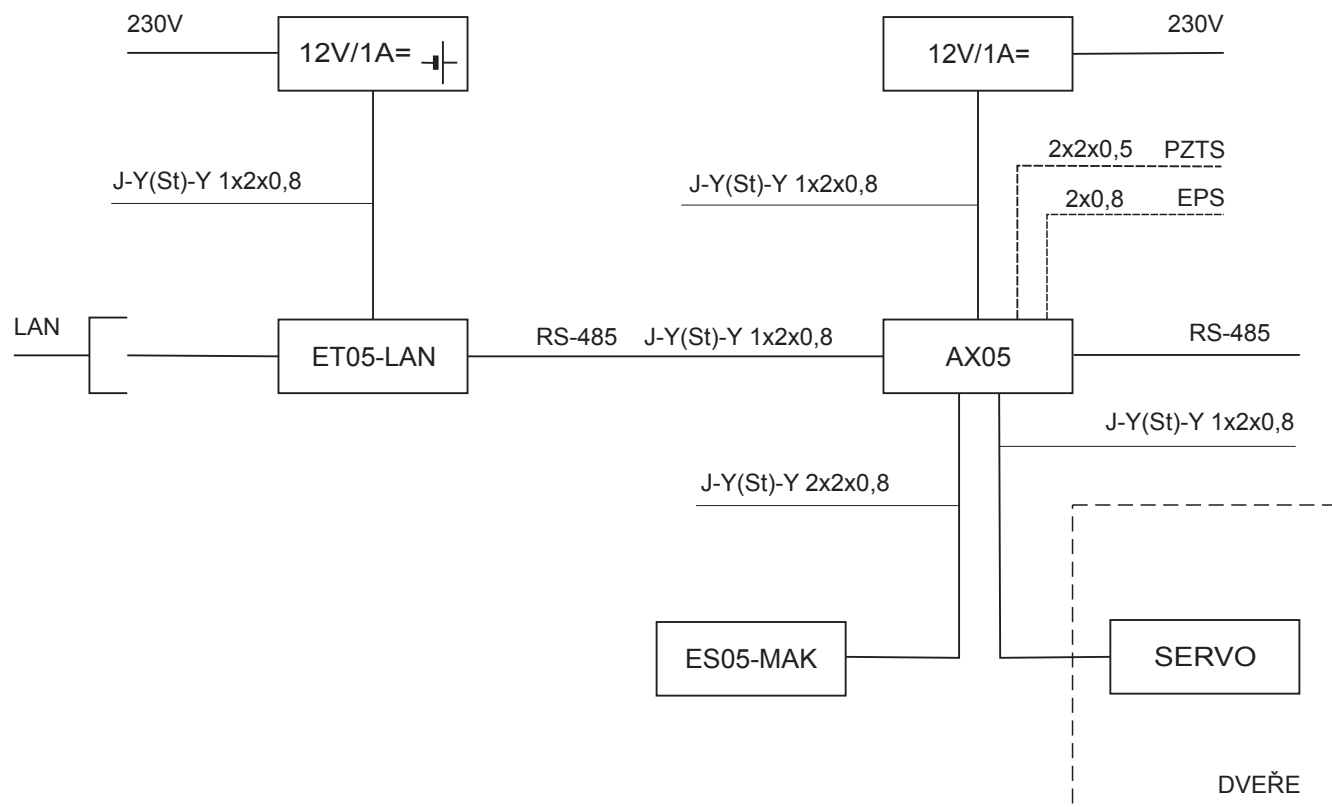 230V
12V/1A=
12V/1A=
230V
2x2x0,5 PZTS
J-Y(St)-Y 1x2x0,8
J-Y(St)-Y 1x2x0,8
2x0,8 EPS
LAN
ET05-LAN
RS-485 J-Y(St)-Y 1x2x0,8
AX05
RS-485
J-Y(St)-Y 1x2x0,8
J-Y(St)-Y 2x2x0,8
ES05-MAK
SERVO
DVEŘE